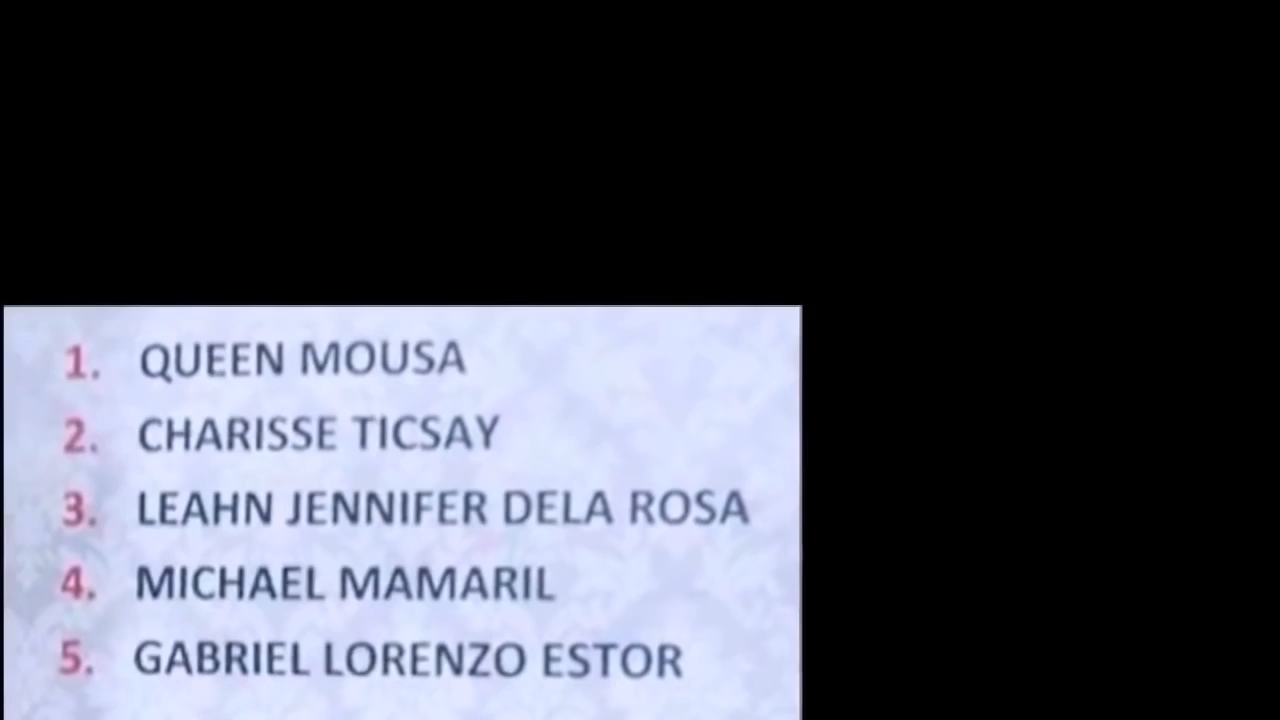 1. QUEEN MOUSA
2. CHARISSE TICSAY
3. LEAHN JENNIFER DELA ROSA
4. MICHAEL MAMARIL
5. GABRIEL LORENZO ESTOR